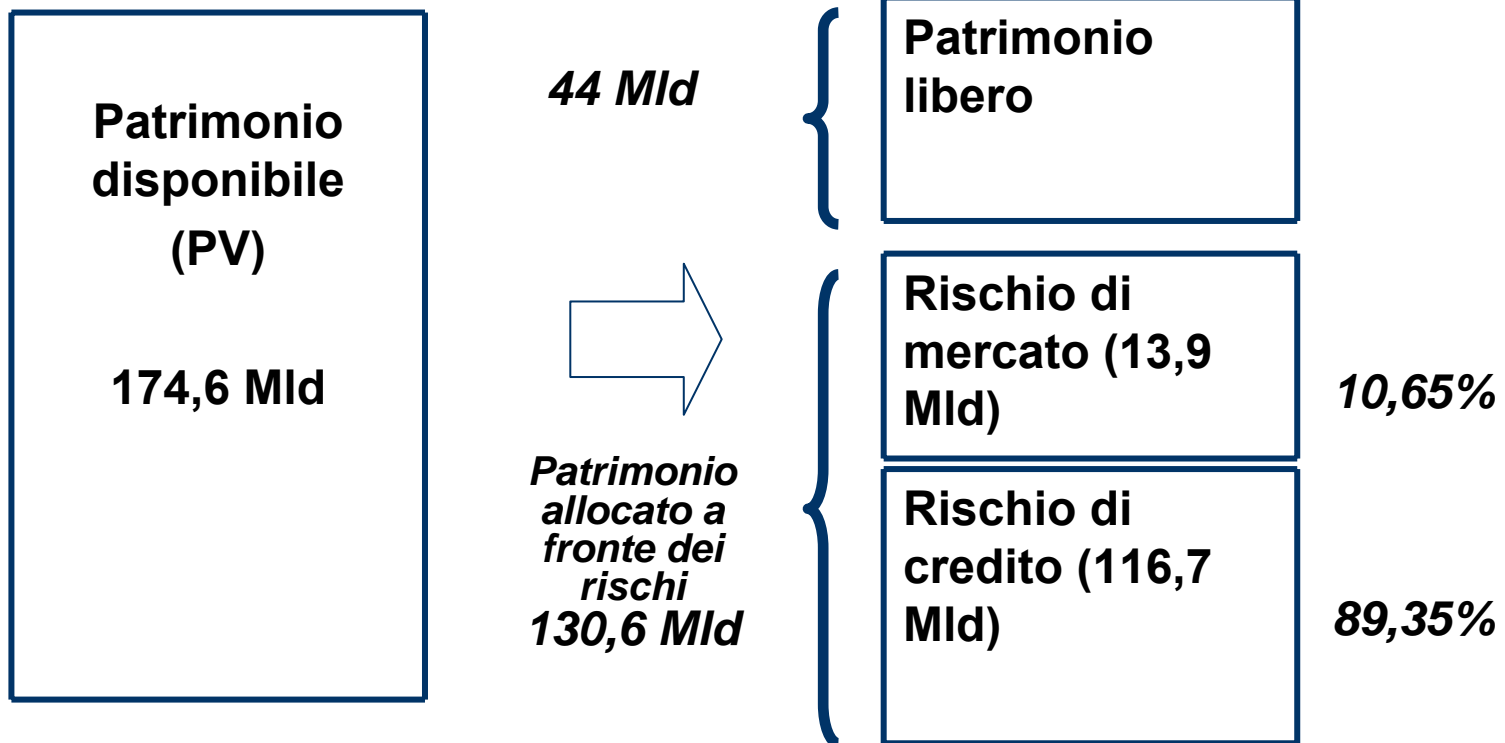 Patrimonio
disponibile
(PV)
174,6 Mld
44 Mld
Patrimonio
libero
Patrimonio
allocato a
fronte dei
rischi
130,6 Mld
Rischio di
mercato (13,9
Mld)
10,65%
Rischio di
credito (116,7
Mld)
89,35%